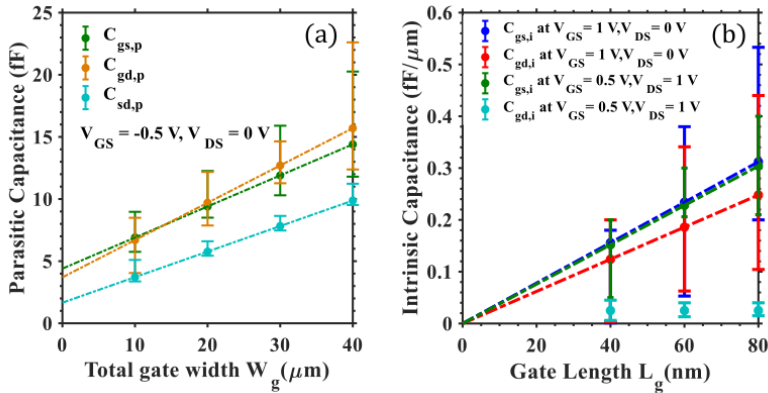 (a)
C_gs,p
C_gd,p
C_sd,p
V_GS = -0.5 V, V_DS = 0 V
Parasitic Capacitance (fF)
25
20
15
10
5
0
0 10 20 30 40
Total gate width W_g(μm)
(b)
C_gs,i at V_GS = 1 V,V_DS = 0 V
C_gd,i at V_GS = 1 V,V_DS = 0 V
C_gs,i at V_GS = 0.5 V,V_DS = 1 V
C_gd,i at V_GS = 0.5 V,V_DS = 1 V
Intrinsic Capacitance (fF/μm)
0.6
0.5
0.4
0.3
0.2
0.1
0
0 20 40 60 80
Gate Length L_g(nm)